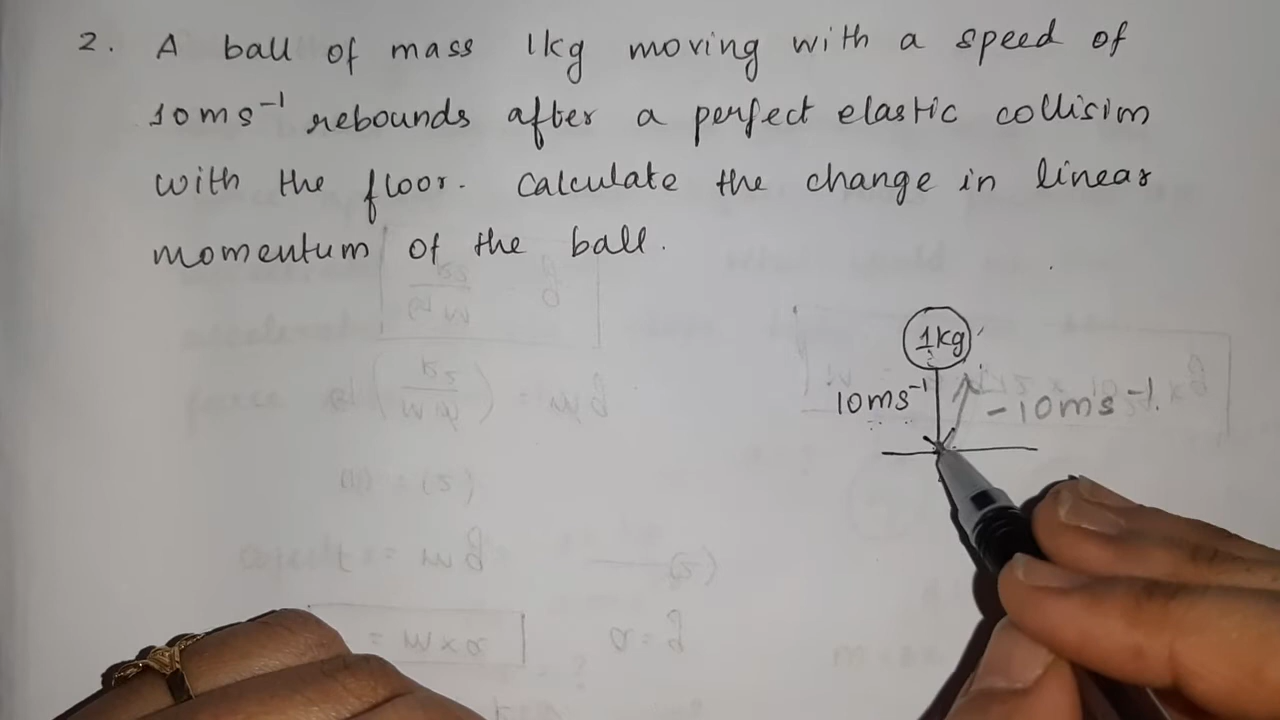 2. A ball of mass 1kg moving with a speed of
10ms⁻¹ rebounds after a perfect elastic collision
with the floor. Calculate the change in linear
momentum of the ball.
1kg
10ms⁻¹
-10ms⁻¹.